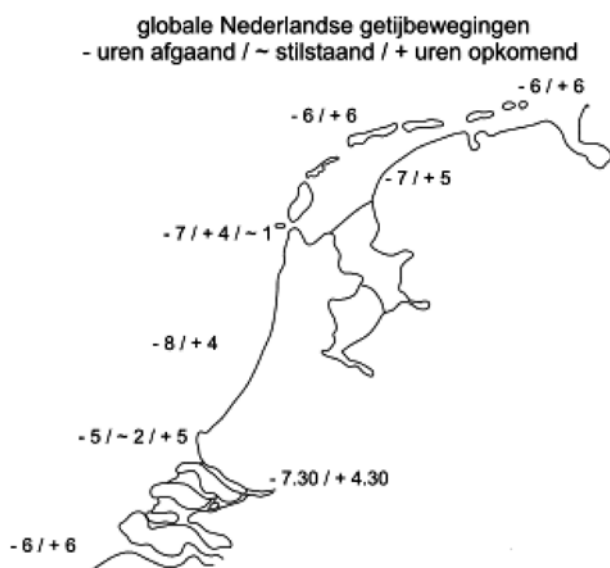 globale Nederlandse getijbewegingen
- uren afgaand / ~ stilstaand / + uren opkomend
- 6 / + 6
- 6 / + 6
- 7 / + 5
- 7 / + 4 / ~ 1
- 8 / + 4
- 5 / ~ 2 / + 5
- 7.30 / + 4.30
- 6 / + 6